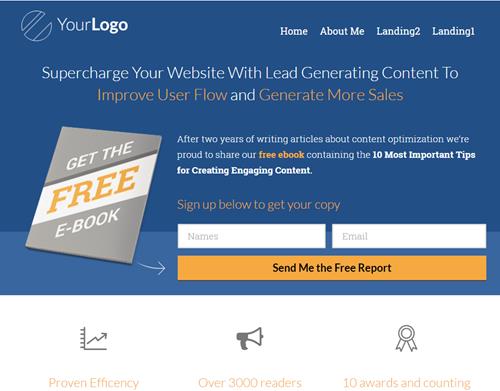 YourLogo
Home About Me Landing2 Landing1
Supercharge Your Website With Lead Generating Content To
Improve User Flow and Generate More Sales
GET THE
FREE
E-BOOK
After two years of writing articles about content optimization we're
proud to share our free ebook containing the 10 Most Important Tips
for Creating Engaging Content.
Sign up below to get your copy
Names Email
Send Me the Free Report
Proven Efficency Over 3000 readers 10 awards and counting